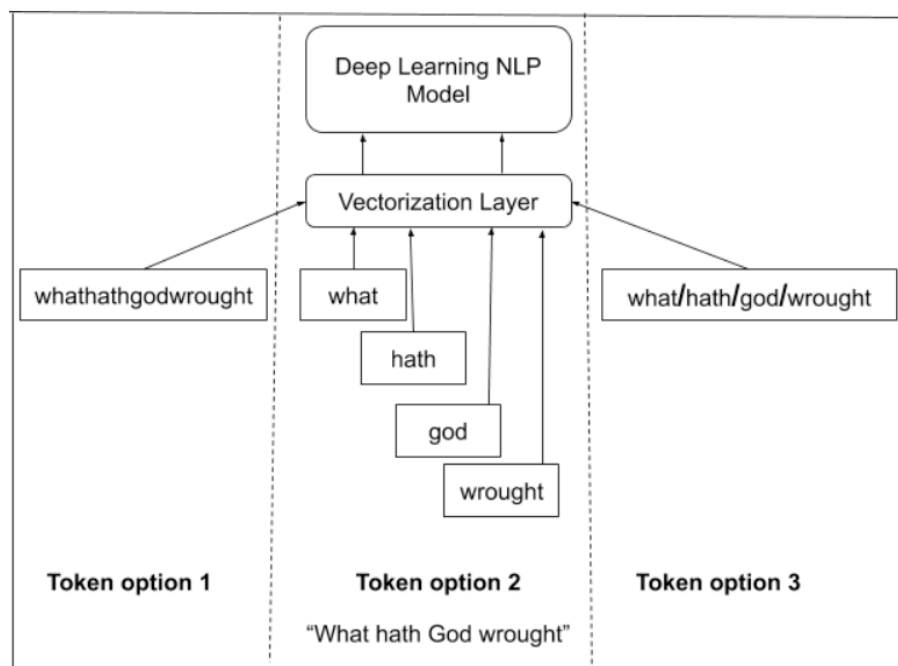 Deep Learning NLP
Model
Vectorization Layer
whathathgodwrought
what
what/hath/god/wrought
hath
god
wrought
Token option 1
Token option 2
Token option 3
“What hath God wrought”